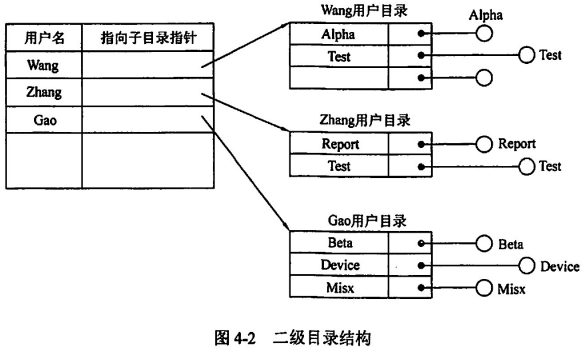 用户名 指向子目录指针
Wang
Zhang
Gao
Wang用户目录
Alpha Alpha
Test Test
Zhang用户目录
Report Report
Test Test
Gao用户目录
Beta Beta
Device Device
Misx Misx
图 4-2 二级目录结构